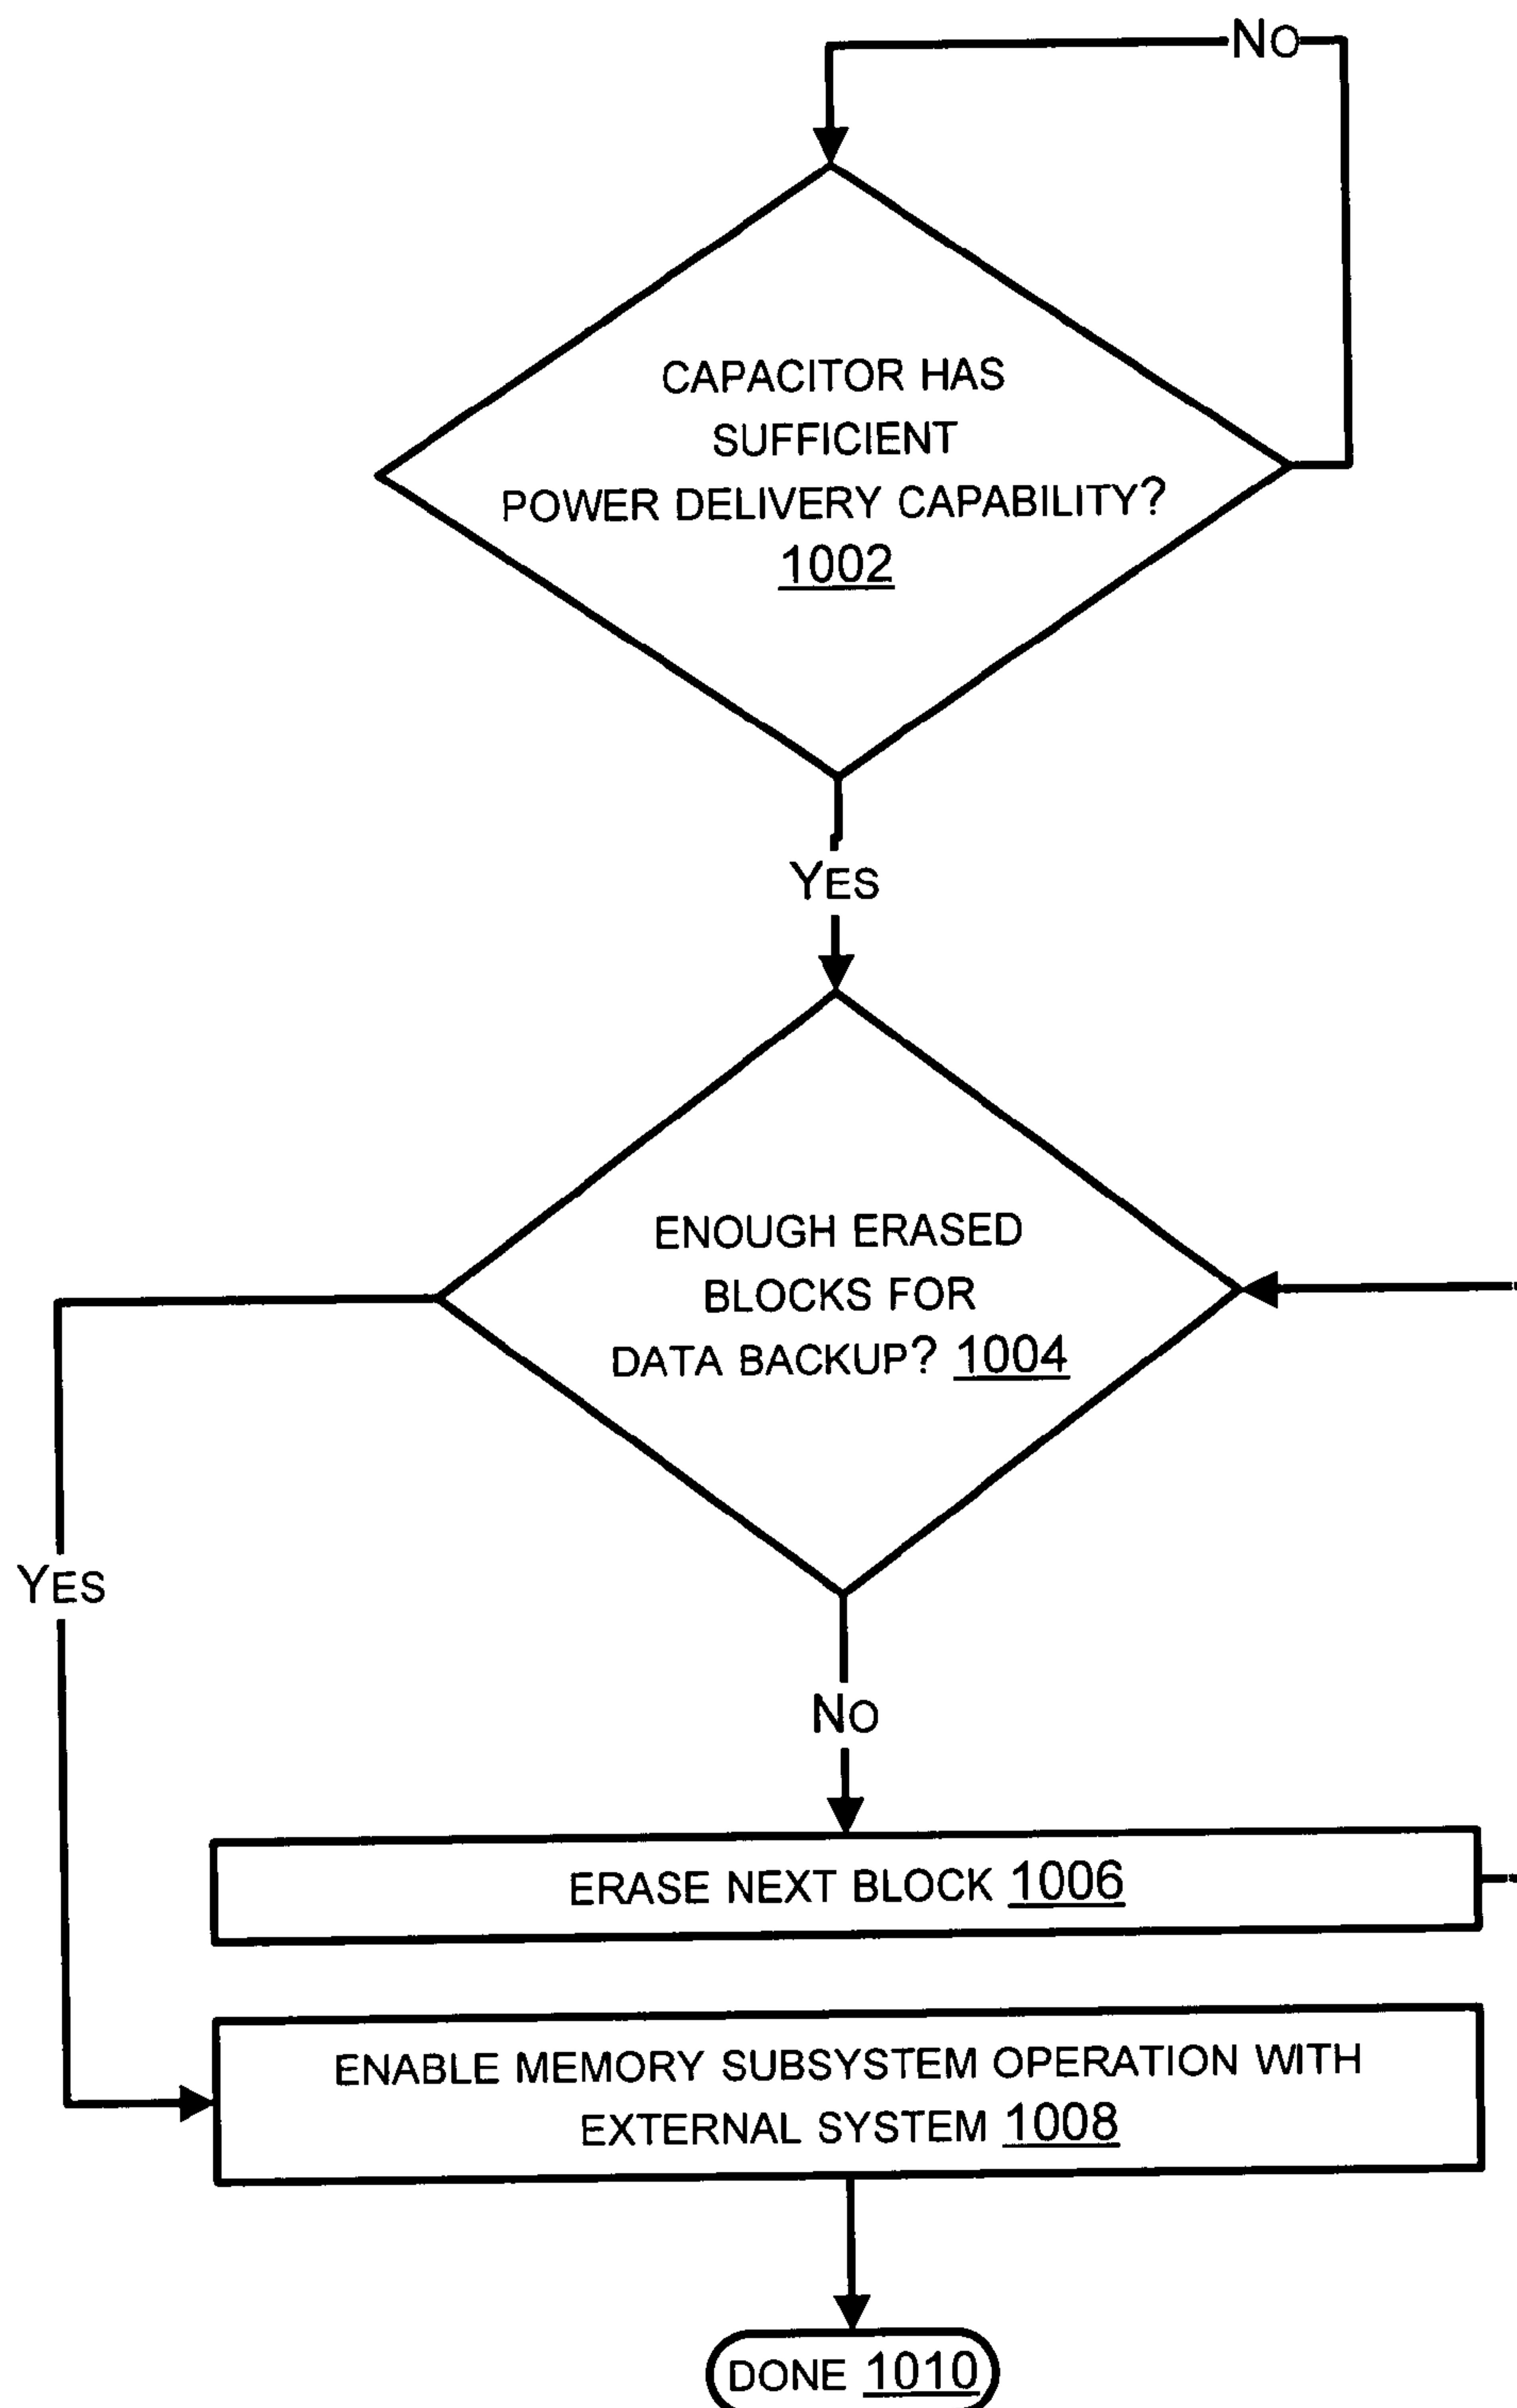 NO
CAPACITOR HAS
SUFFICIENT
POWER DELIVERY CAPABILITY?
1002
YES
ENOUGH ERASED
BLOCKS FOR
DATA BACKUP? 1004
YES
NO
ERASE NEXT BLOCK 1006
ENABLE MEMORY SUBSYSTEM OPERATION WITH
EXTERNAL SYSTEM 1008
DONE 1010